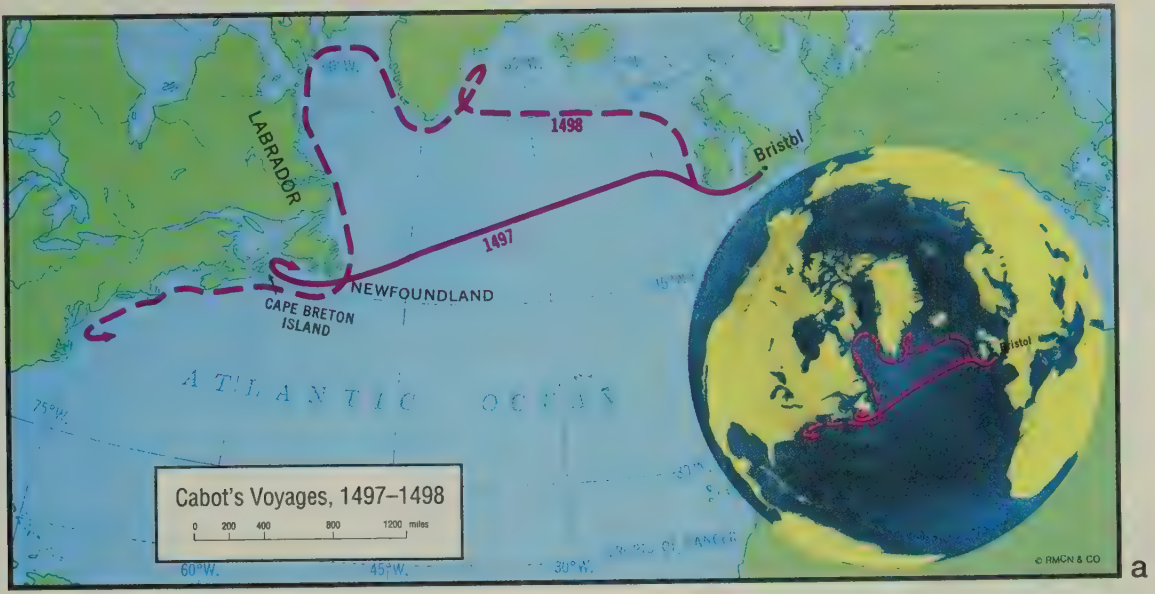 LABRADOR
1498
Bristol
1497
NEWFOUNDLAND
CAPE BRETON
ISLAND
ATLANTIC OCEAN
75°W.
Bristol
Cabot's Voyages, 1497–1498
0 200 400 800 1200 miles
60°W.
45°W.
30°W.
© RMCN & CO
a